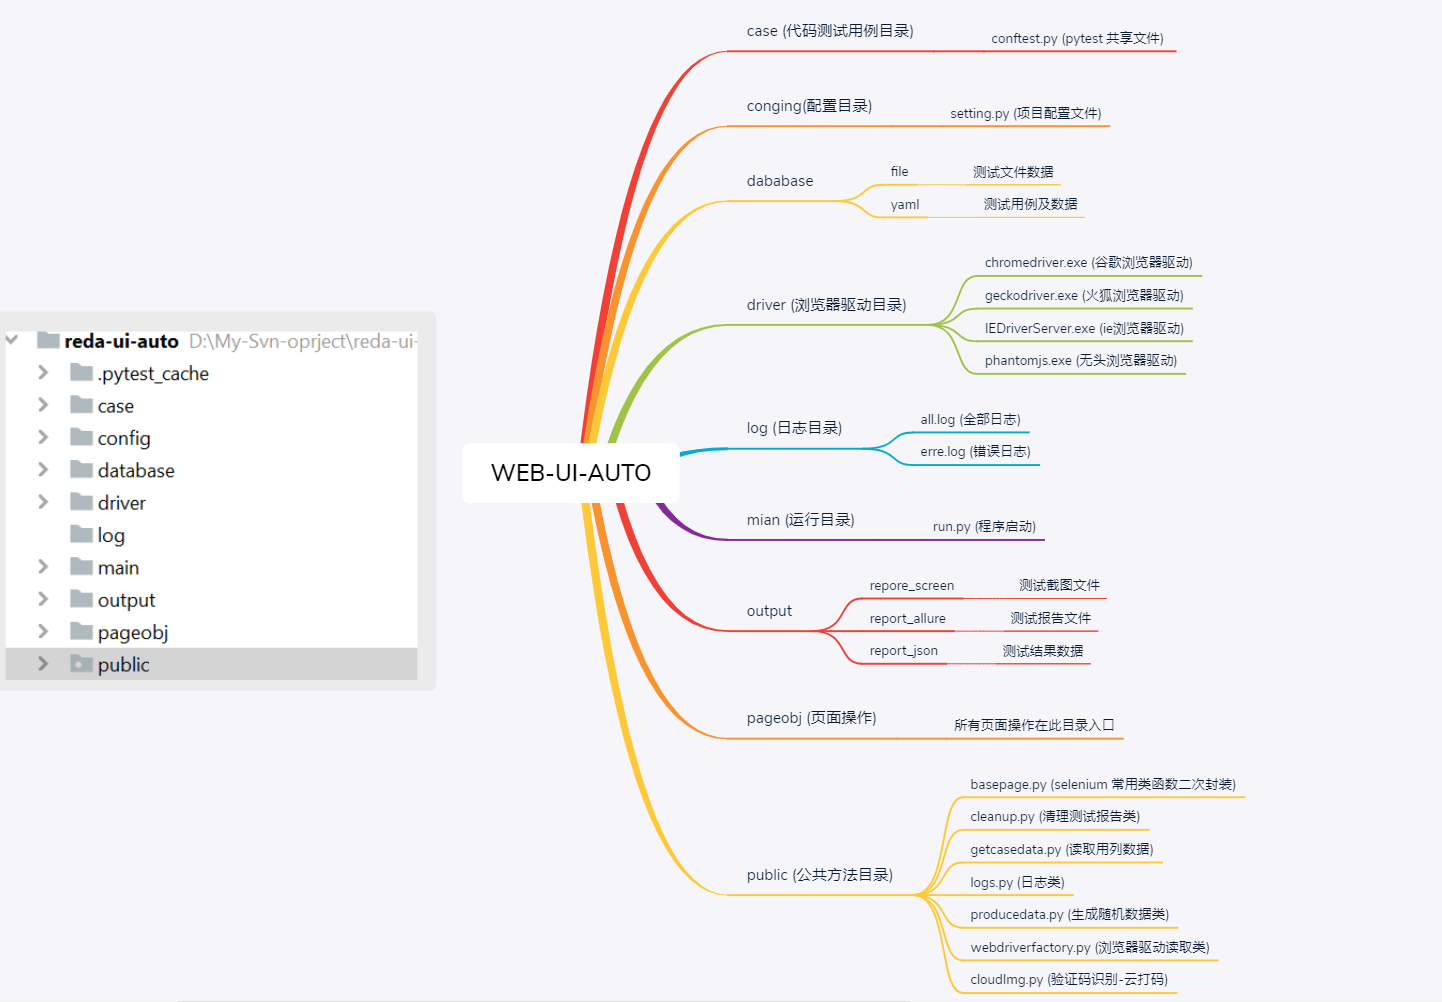 reda-ui-auto D:\My-Svn-oprject\reda-ui-
.pytest_cache
case
config
database
driver
log
main
output
pageobj
public
WEB-UI-AUTO
case (代码测试用例目录)
conftest.py (pytest 共享文件)
conging(配置目录)
setting.py (项目配置文件)
dababase
file
测试文件数据
yaml
测试用例及数据
driver (浏览器驱动目录)
chromedriver.exe (谷歌浏览器驱动)
geckodriver.exe (火狐浏览器驱动)
IEDriverServer.exe (ie浏览器驱动)
phantomjs.exe (无头浏览器驱动)
log (日志目录)
all.log (全部日志)
erre.log (错误日志)
mian (运行目录)
run.py (程序启动)
output
repore_screen
测试截图文件
report_allure
测试报告文件
report_json
测试结果数据
pageobj (页面操作)
所有页面操作在此目录入口
public (公共方法目录)
basepage.py (selenium 常用类函数二次封装)
cleanup.py (清理测试报告类)
getcasedata.py (读取用列数据)
logs.py (日志类)
producedata.py (生成随机数据类)
webdriverfactory.py (浏览器驱动读取类)
cloudImg.py (验证码识别-云打码)